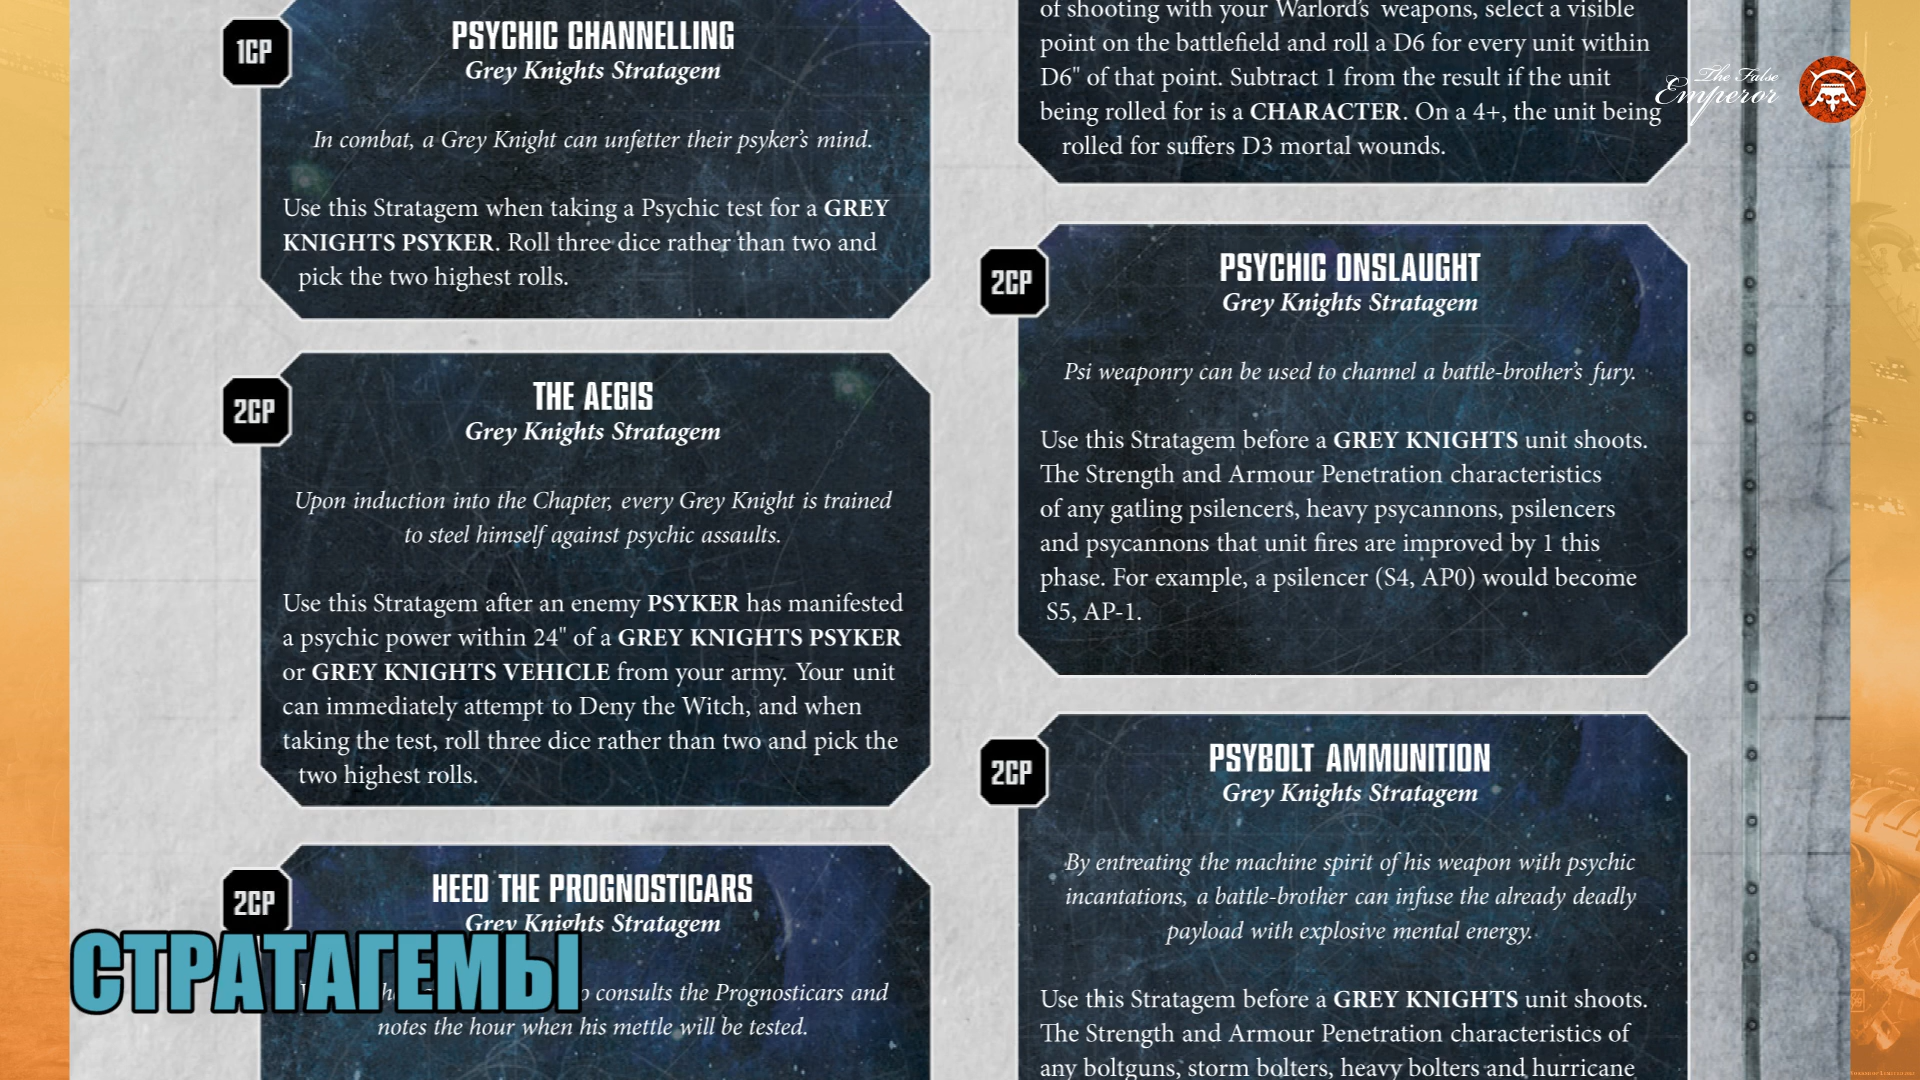 1CP
PSYCHIC CHANNELLING
Grey Knights Stratagem
In combat, a Grey Knight can unfetter their psyker's mind.
Use this Stratagem when taking a Psychic test for a GREY
KNIGHTS PSYKER. Roll three dice rather than two and
pick the two highest rolls.
2CP
THE AEGIS
Grey Knights Stratagem
Upon induction into the Chapter, every Grey Knight is trained
to steel himself against psychic assaults.
Use this Stratagem after an enemy PSYKER has manifested
a psychic power within 24" of a GREY KNIGHTS PSYKER
or GREY KNIGHTS VEHICLE from your army. Your unit
can immediately attempt to Deny the Witch, and when
taking the test, roll three dice rather than two and pick the
two highest rolls.
2CP
HEED THE PROGNOSTICARS
Grey Knights Stratagem
consults the Prognosticars and
notes the hour when his mettle will be tested.
СТРАТАГЕМЫ
of shooting with your Warlord's weapons, select a visible
point on the battlefield and roll a D6 for every unit within
D6" of that point. Subtract 1 from the result if the unit
being rolled for is a CHARACTER. On a 4+, the unit being
rolled for suffers D3 mortal wounds.
2CP
PSYCHIC ONSLAUGHT
Grey Knights Stratagem
Psi weaponry can be used to channel a battle-brother's fury.
Use this Stratagem before a GREY KNIGHTS unit shoots.
The Strength and Armour Penetration characteristics
of any gatling psilencers, heavy psycannons, psilencers
and psycannons that unit fires are improved by 1 this
phase. For example, a psilencer (S4, AP0) would become
S5, AP-1.
2CP
PSYBOLT AMMUNITION
Grey Knights Stratagem
By entreating the machine spirit of his weapon with psychic
incantations, a battle-brother can infuse the already deadly
payload with explosive mental energy.
Use this Stratagem before a GREY KNIGHTS unit shoots.
The Strength and Armour Penetration characteristics of
any boltguns, storm bolters, heavy bolters and hurricane
The False
Emperor